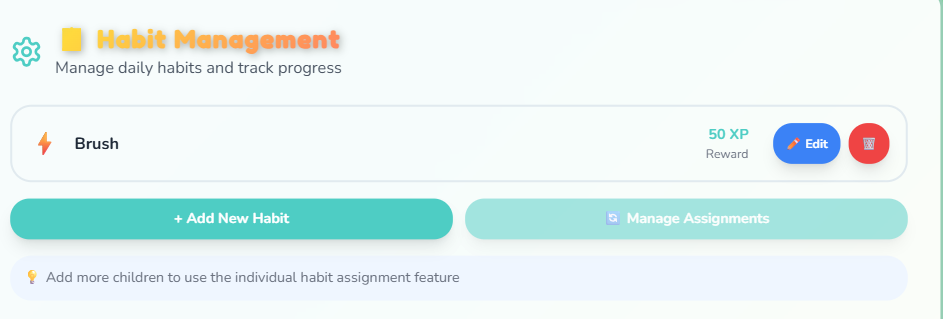 Habit Management
Manage daily habits and track progress
Brush
50 XP
Reward
Edit
+ Add New Habit
Manage Assignments
Add more children to use the individual habit assignment feature